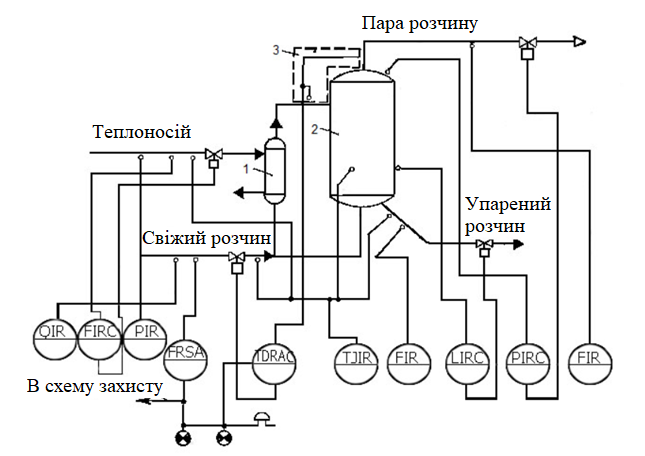 Пара розчину
3
Теплоносій
1
2
Упарений
розчин
Свіжий розчин
QIR
FIRC
PIR
FRSA
TDRAC
TJIR
FIR
LIRC
PIRC
FIR
В схему захисту